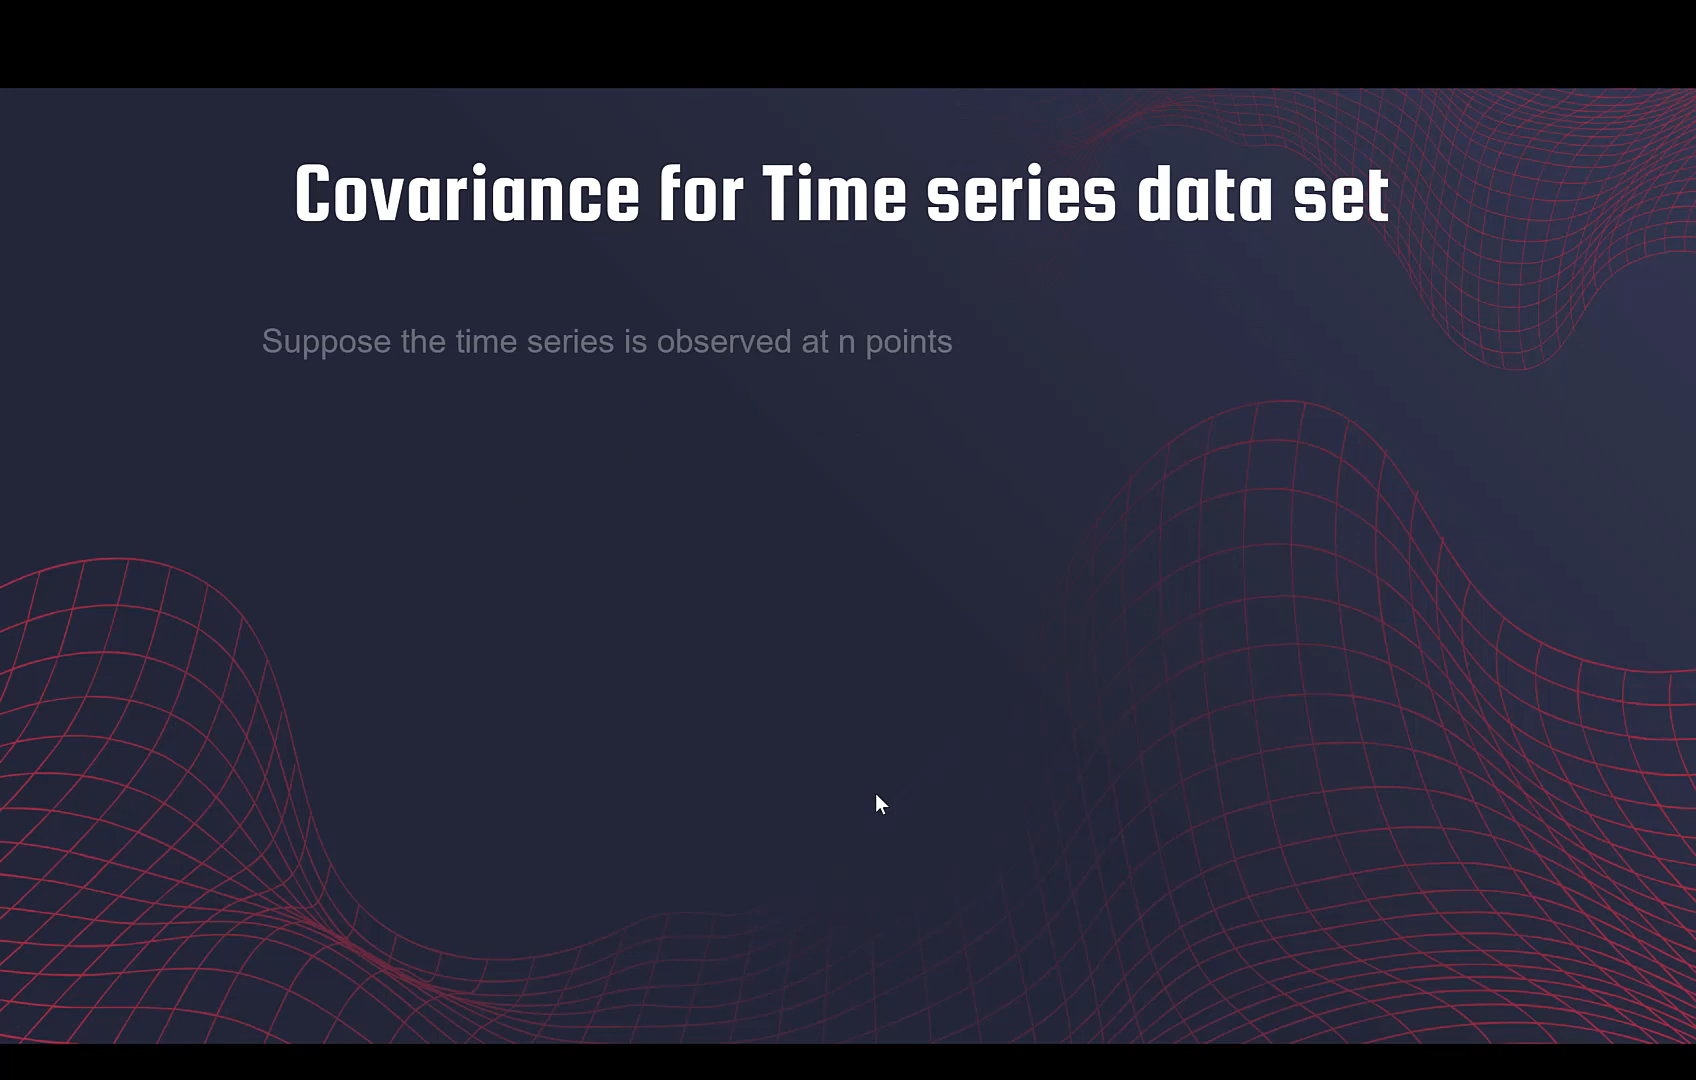 Covariance for Time series data set
Suppose the time series is observed at n points